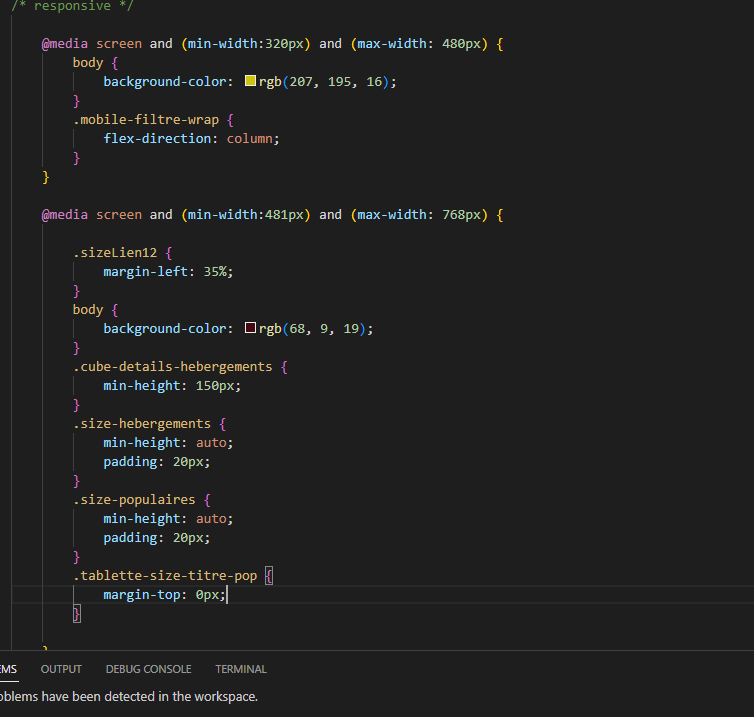 /* responsive */
@media screen and (min-width:320px) and (max-width: 480px) {
body {
background-color: rgb(207, 195, 16);
}
.mobile-filtre-wrap {
flex-direction: column;
}
}
@media screen and (min-width:481px) and (max-width: 768px) {
.sizeLien12 {
margin-left: 35%;
}
body {
background-color: rgb(68, 9, 19);
}
.cube-details-hebergements {
min-height: 150px;
}
.size-hebergements {
min-height: auto;
padding: 20px;
}
.size-populaires {
min-height: auto;
padding: 20px;
}
.tablette-size-titre-pop {
margin-top: 0px;
}
}
EMS OUTPUT DEBUG CONSOLE TERMINAL
oblems have been detected in the workspace.